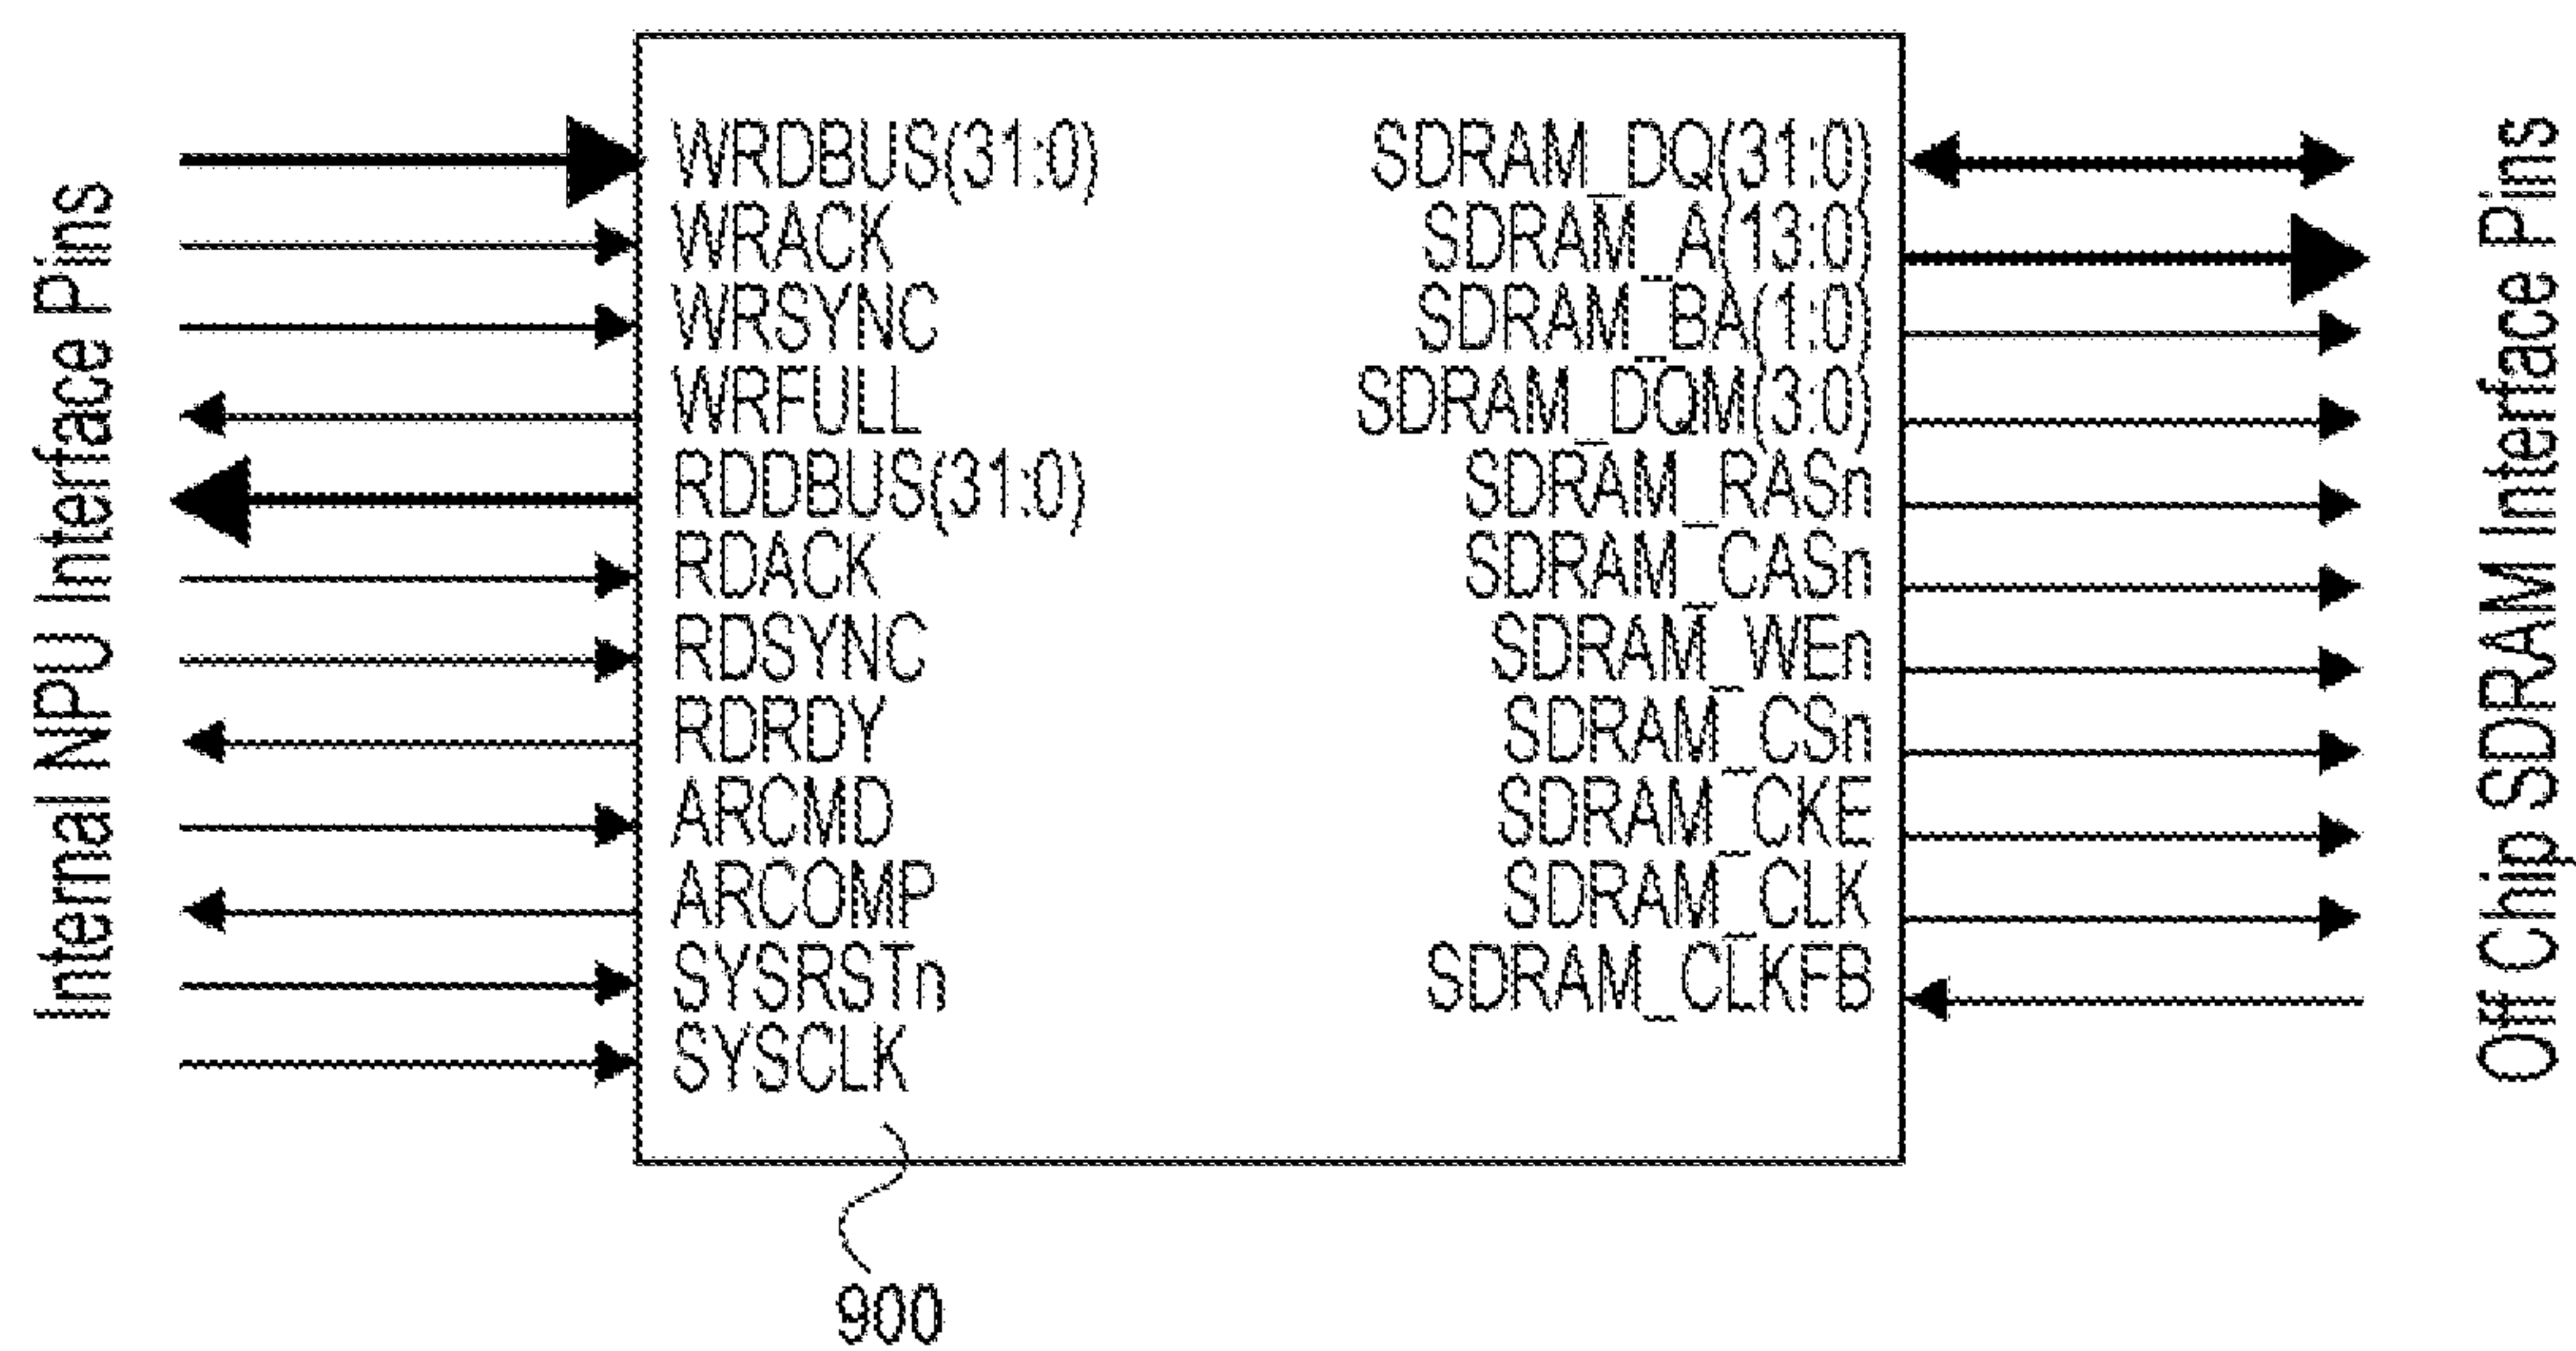 Internal NPU Interface Pins
WRDBUS(31:0)
WRACK
WRSYNC
WRFULL
RDDBUS(31:0)
RDACK
RDSYNC
RDRDY
ARCMD
ARCOMP
SYSRSTn
SYSCLK
SDRAM_DQ(31:0)
SDRAM_A(13:0)
SDRAM_BA(1:0)
SDRAM_DQM(3:0)
SDRAM_RASn
SDRAM_CASn
SDRAM_WEn
SDRAM_CSn
SDRAM_CKE
SDRAM_CLK
SDRAM_CLKFB
Off Chip SDRAM Interface Pins
900